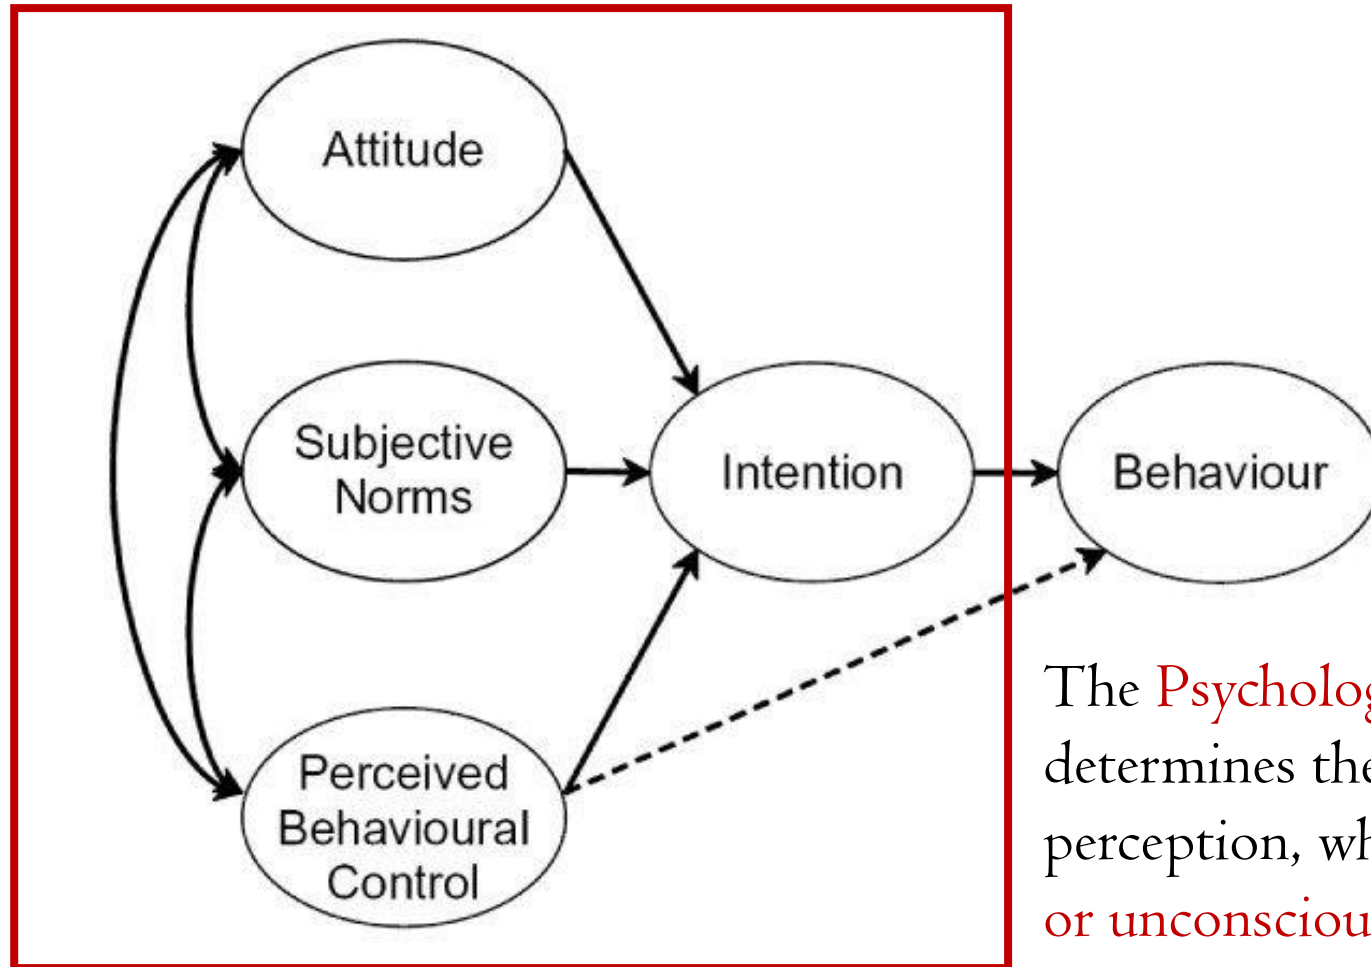 Attitude
Subjective
Norms
Intention
Behaviour
Perceived
Behavioural
Control
The
determines
perception,
or